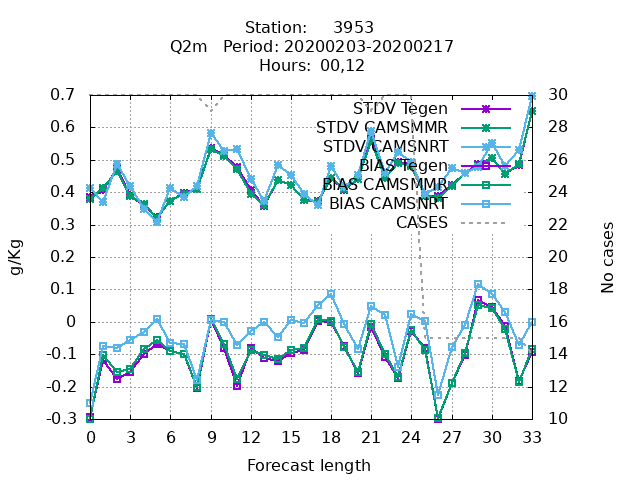 Station: 3953
Q2m Period: 20200203-20200217
Hours: 00,12
0.7 30
STDV Tegen
0.6 STDV CAMSMMR 28
STDV CAMSNRT
0.5 BIAS Tegen 26
0.4 BIAS CAMSMMR 24
BIAS CAMSNRT
0.3 CASES 22
0.2 20
0.1 18
0 16
-0.1 14
-0.2 12
-0.3 10
g/Kg
No cases
0 3 6 9 12 15 18 21 24 27 30 33
Forecast length